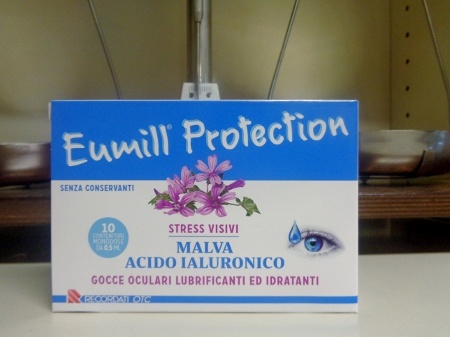 Eumill® Protection
SENZA CONSERVANTI
10
CONTENITORI
MONODOSE
DA 0,5 ML
STRESS VISIVI
MALVA
ACIDO IALURONICO
GOCCE OCULARI LUBRIFICANTI ED IDRATANTI
RECORDATI OTC